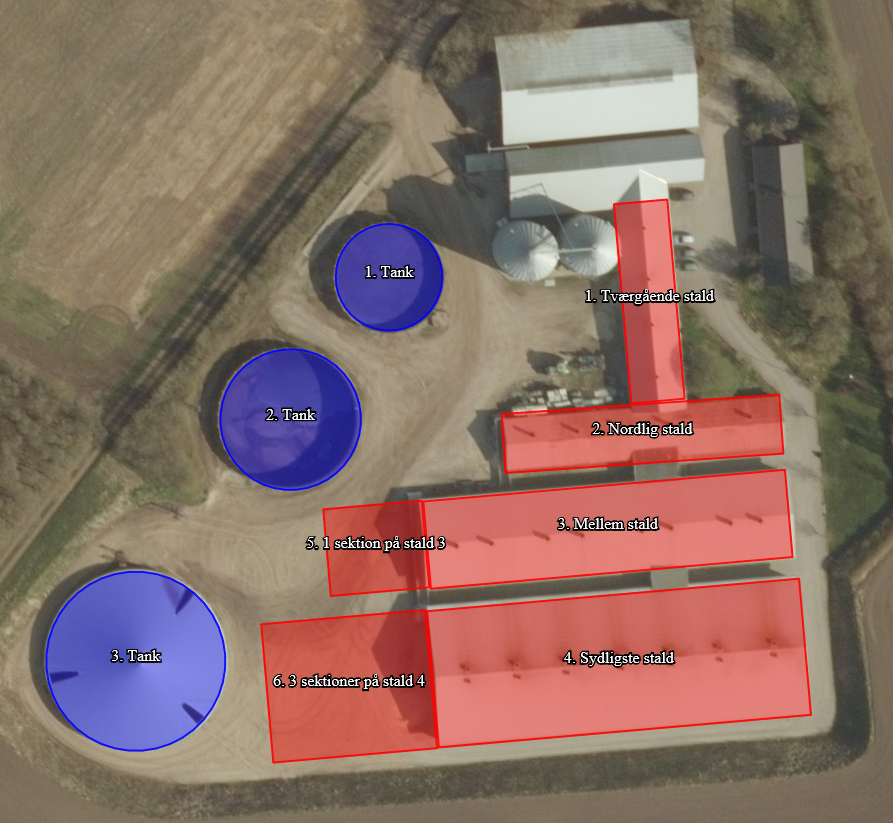 1. Tank
1. Tværgående stald
2. Tank
2. Nordlig stald
3. Mellem stald
5. 1 sektion på stald 3
3. Tank
4. Sydligste stald
6. 3 sektioner på stald 4